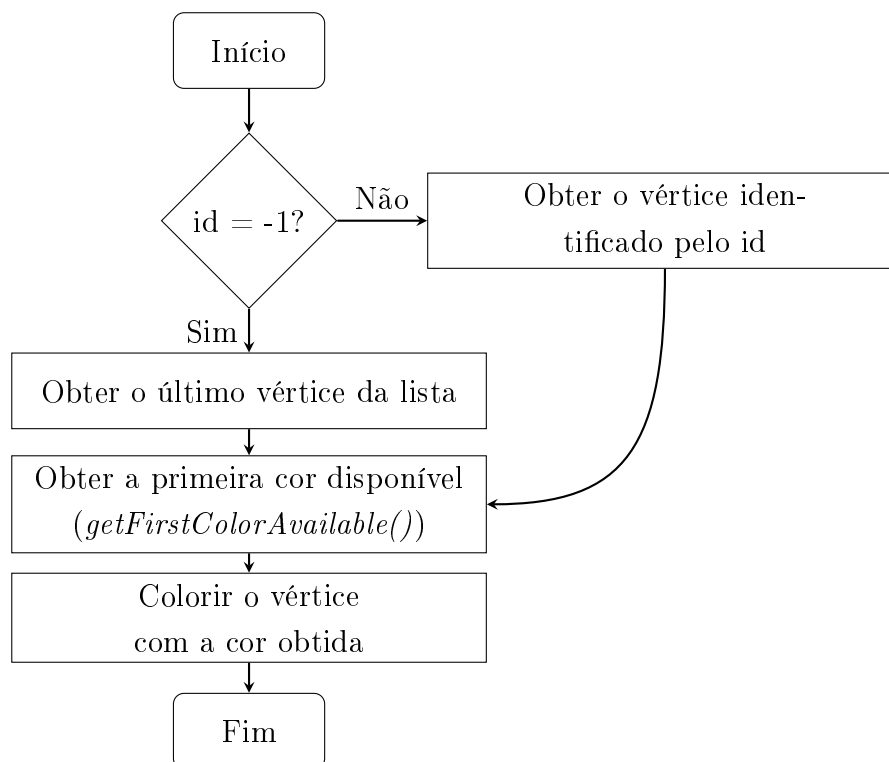 Início
id = -1?
Não
Obter o vértice iden-
tificado pelo id
Sim
Obter o último vértice da lista
Obter a primeira cor disponível
(getFirstColorAvailable())
Colorir o vértice
com a cor obtida
Fim